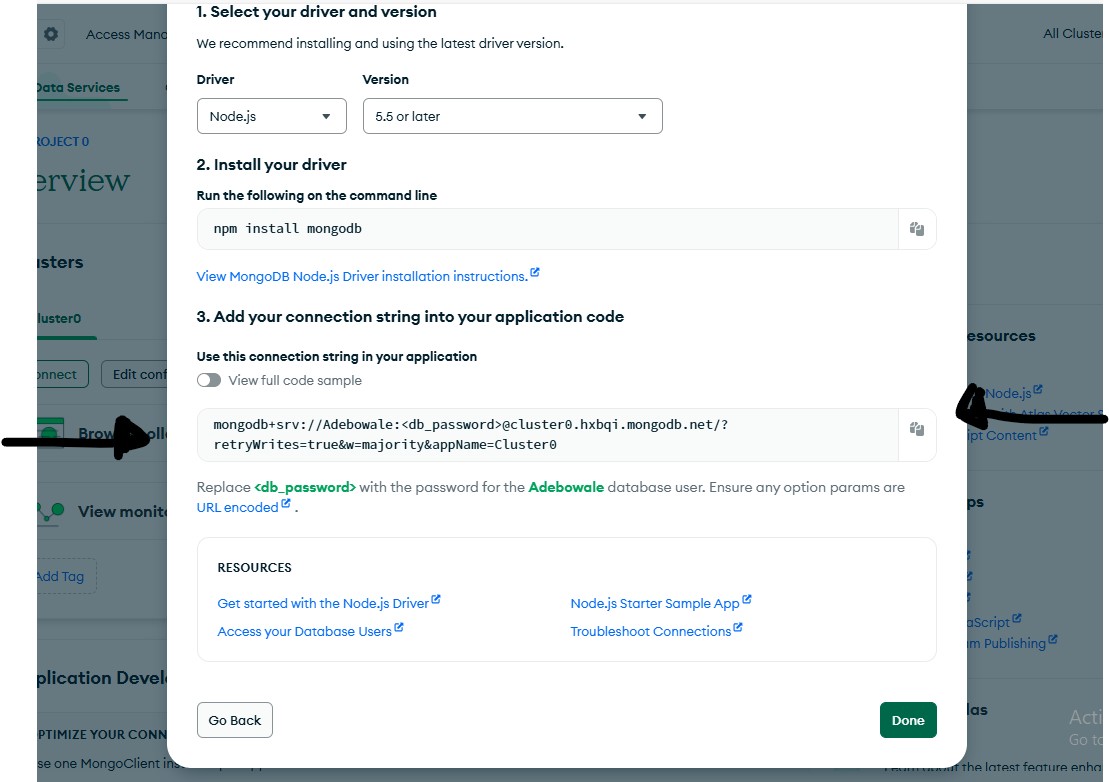 1. Select your driver and version
We recommend installing and using the latest driver version.
Driver
Version
Node.js
5.5 or later
2. Install your driver
Run the following on the command line
npm install mongodb
View MongoDB Node.js Driver installation instructions.
3. Add your connection string into your application code
Use this connection string in your application
View full code sample
mongodb+srv://Adebowale:<db_password>@cluster0.hxbqi.mongodb.net/?
retryWrites=true&w=majority&appName=Cluster0
Replace <db_password> with the password for the Adebowale database user. Ensure any option params are
URL encoded .
RESOURCES
Get started with the Node.js Driver
Node.js Starter Sample App
Access your Database Users
Troubleshoot Connections
Go Back
Done
Access Mana
All Cluste
Data Services
ROJECT 0
erview
usters
luster0
onnect
Edit conf
View monito
Add Tag
plication Devel
PTIMIZE YOUR CONN
se one MongoClient ins
esources
Node.js
with Atlas Vector S
ipt Content
ps
aScript
m Publishing
las
Acti
Go to
Learn about the latest feature enha